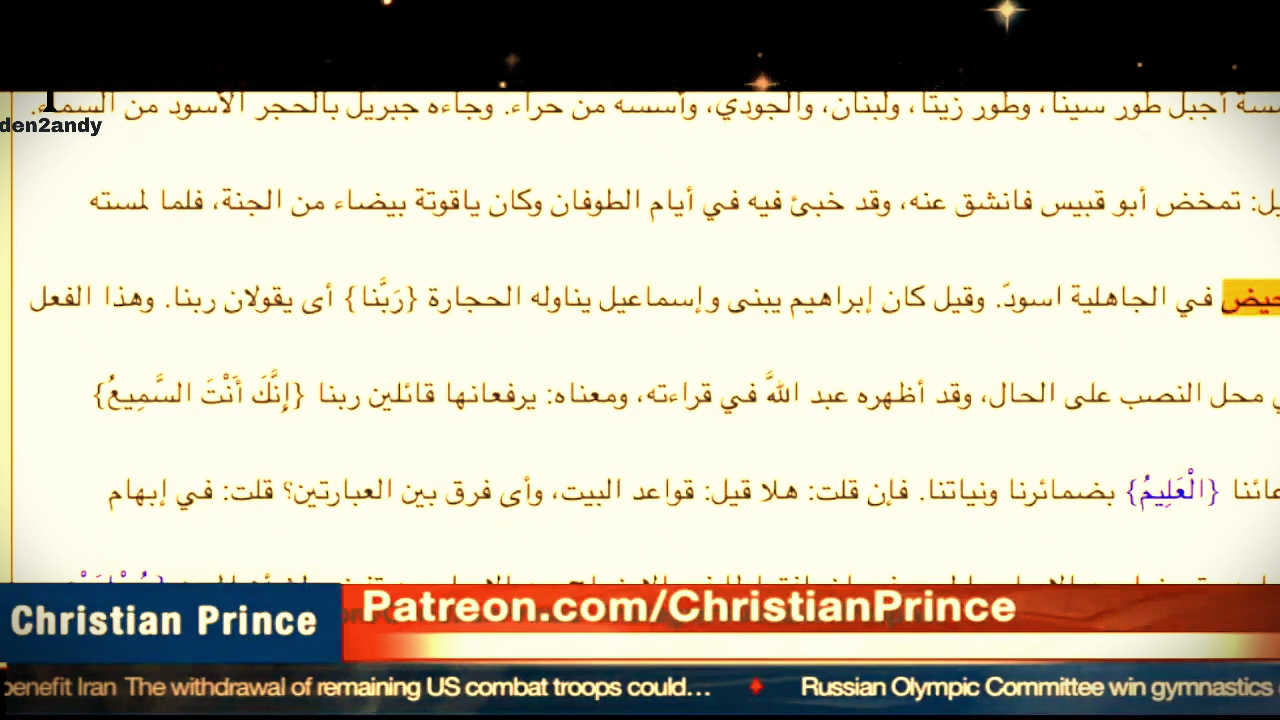 أجبل طور سينا، وطور زيتا، ولبنان، والجودي، وأسسه من حراء. وجاءه جبريل بالحجر الأسود من السماء.
den2andy
تمخض أبو قبيس فانشق عنه، وقد خبئ فيه في أيام الطوفان وكان ياقوتة بيضاء من الجنة، فلما لمسته
في الجاهلية اسودّ. وقيل كان إبراهيم يبنى وإسماعيل يناوله الحجارة {رَبَّنا} أى يقولان ربنا. وهذا الفعل
محل النصب على الحال، وقد أظهره عبد اللَّه في قراءته، ومعناه: يرفعانها قائلين ربنا {إِنَّكَ أَنْتَ السَّمِيعُ}
{الْعَلِيمُ} بضمائرنا ونياتنا. فإن قلت: هلا قيل: قواعد البيت، وأى فرق بين العبارتين؟ قلت: في إبهام
Christian Prince
Patreon.com/ChristianPrince
benefit Iran The withdrawal of remaining US combat troops could... ♦ Russian Olympic Committee win gymnastics